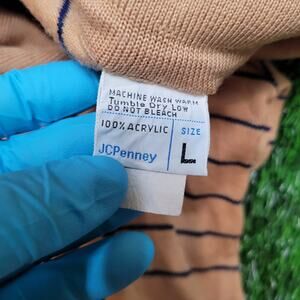 MACHINE WASH WARM
Tumble Dry Low
DO NOT BLEACH
100% ACRYLIC
SIZE
JCPenney
L